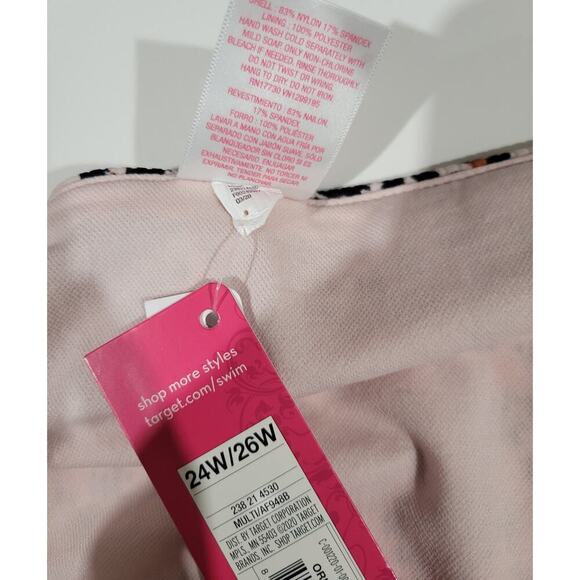 SHELL : 83% NYLON 17% SPANDEX
LINING : 100% POLYESTER
HAND WASH COLD SEPARATELY WITH
MILD SOAP ONLY NON-CHLORINE
BLEACH IF NEEDED. RINSE THOROUGHLY
DO NOT TWIST OR WRING.
HANG TO DRY. DO NOT IRON
RN17730 VN1299195
REVESTIMIENTO : 83% NAILON,
17% SPANDEX
FORRO : 100% POLIÉSTER
LAVAR A MANO CON AGUA FRÍA POR
SEPARADO CON JABÓN SUAVE. SÓLO
BLANQUEADOR SIN CLORO SI ES
NECESARIO. ENJUAGAR
EXHAUSTIVAMENTE. NO TORCER NI
EXPRIMIR. TENDER PARA SECAR
03/20
shop more styles
target.com/swim
24W/26W
238 21 4530
MULTI/AF948B
DIST. BY TARGET CORPORATION
MPLS, MN 55403 ©2020 TARGET
BRANDS, INC. SHOP TARGET.COM